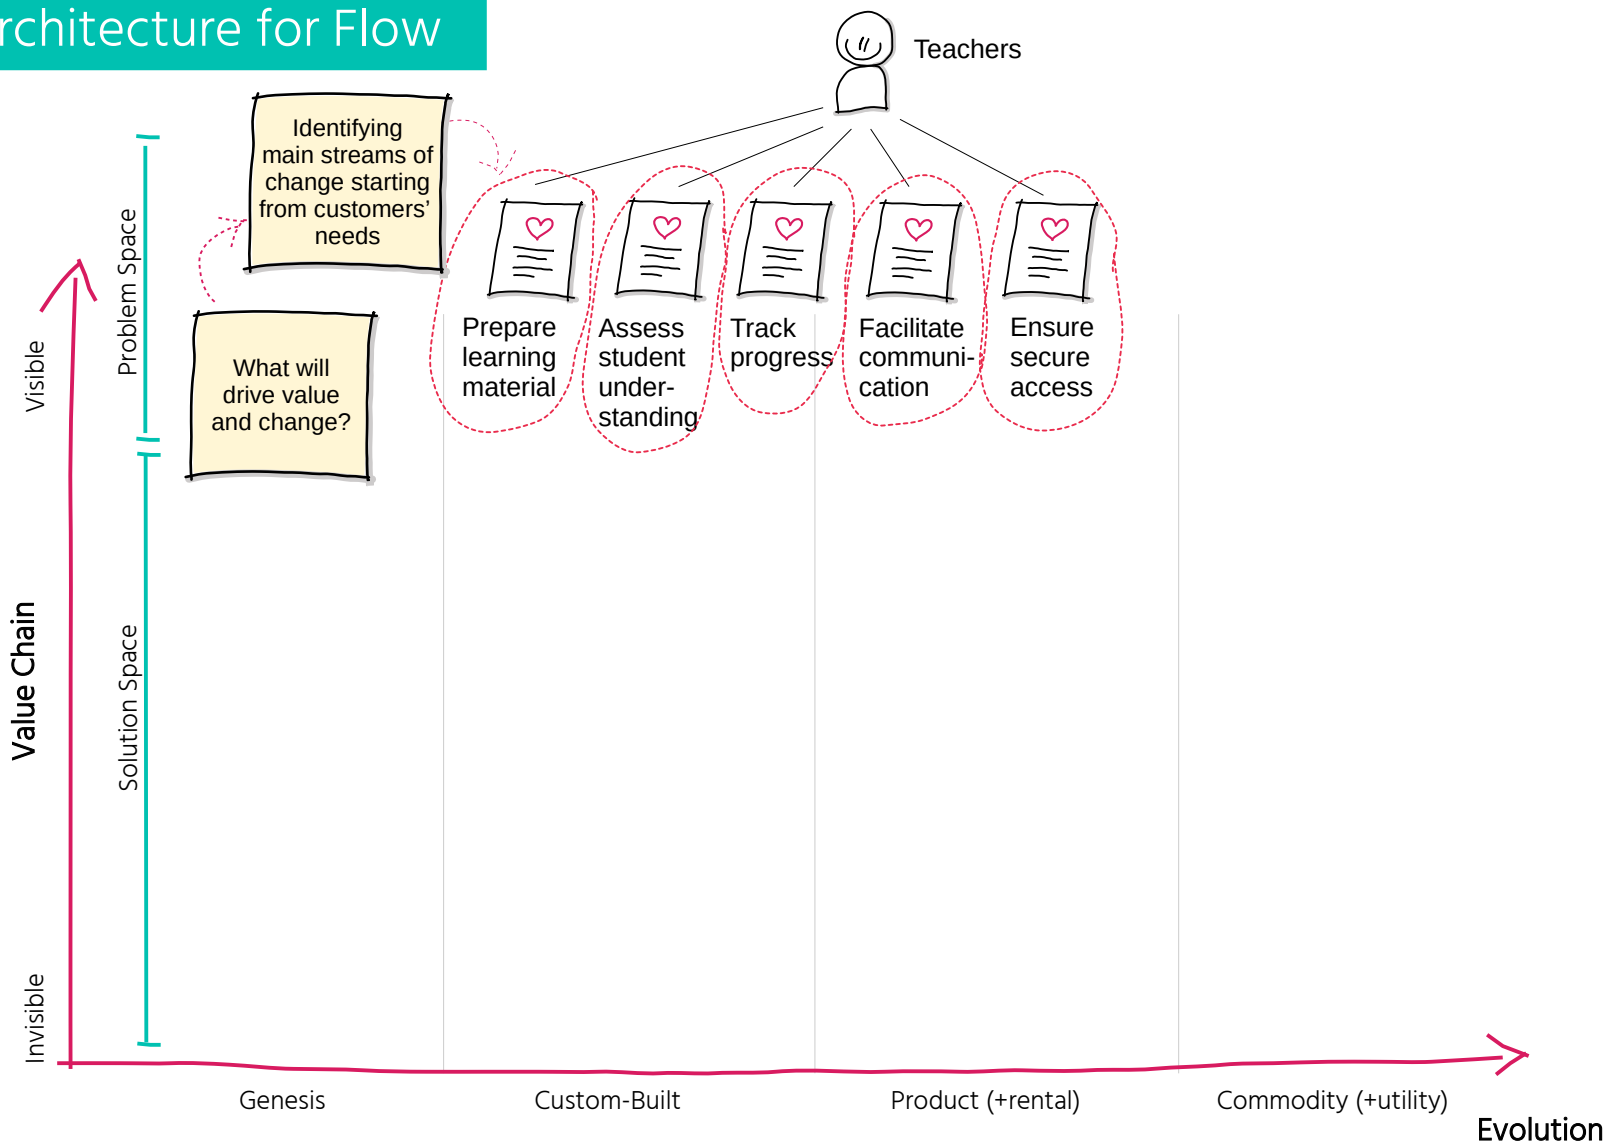 rchitecture for Flow
Teachers
Identifying
main streams of
change starting
from customers’
needs
What will
drive value
and change?
Prepare
learning
material
Assess
student
under-
standing
Track
progress
Facilitate
communi-
cation
Ensure
secure
access
Problem Space
Visible
Value Chain
Solution Space
Invisible
Genesis
Custom-Built
Product (+rental)
Commodity (+utility)
Evolution